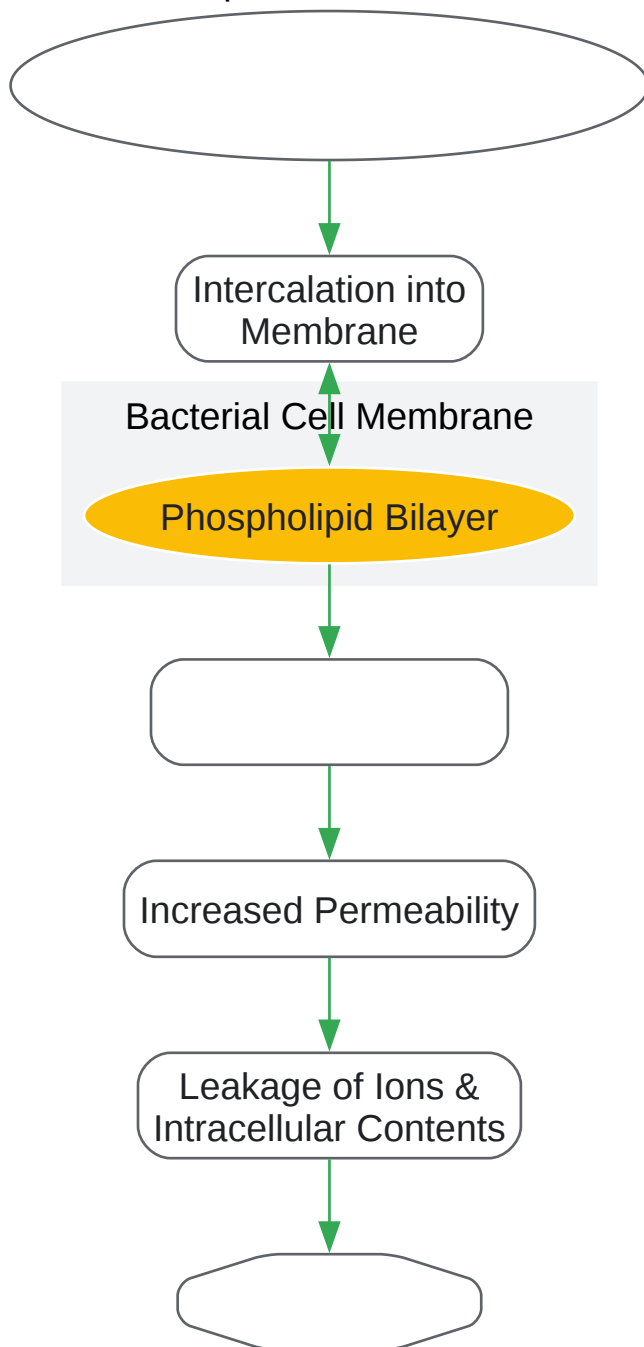 Intercalation into
Membrane
Bacterial Cell Membrane
Phospholipid Bilayer
Increased Permeability
Leakage of Ions &
Intracellular Contents